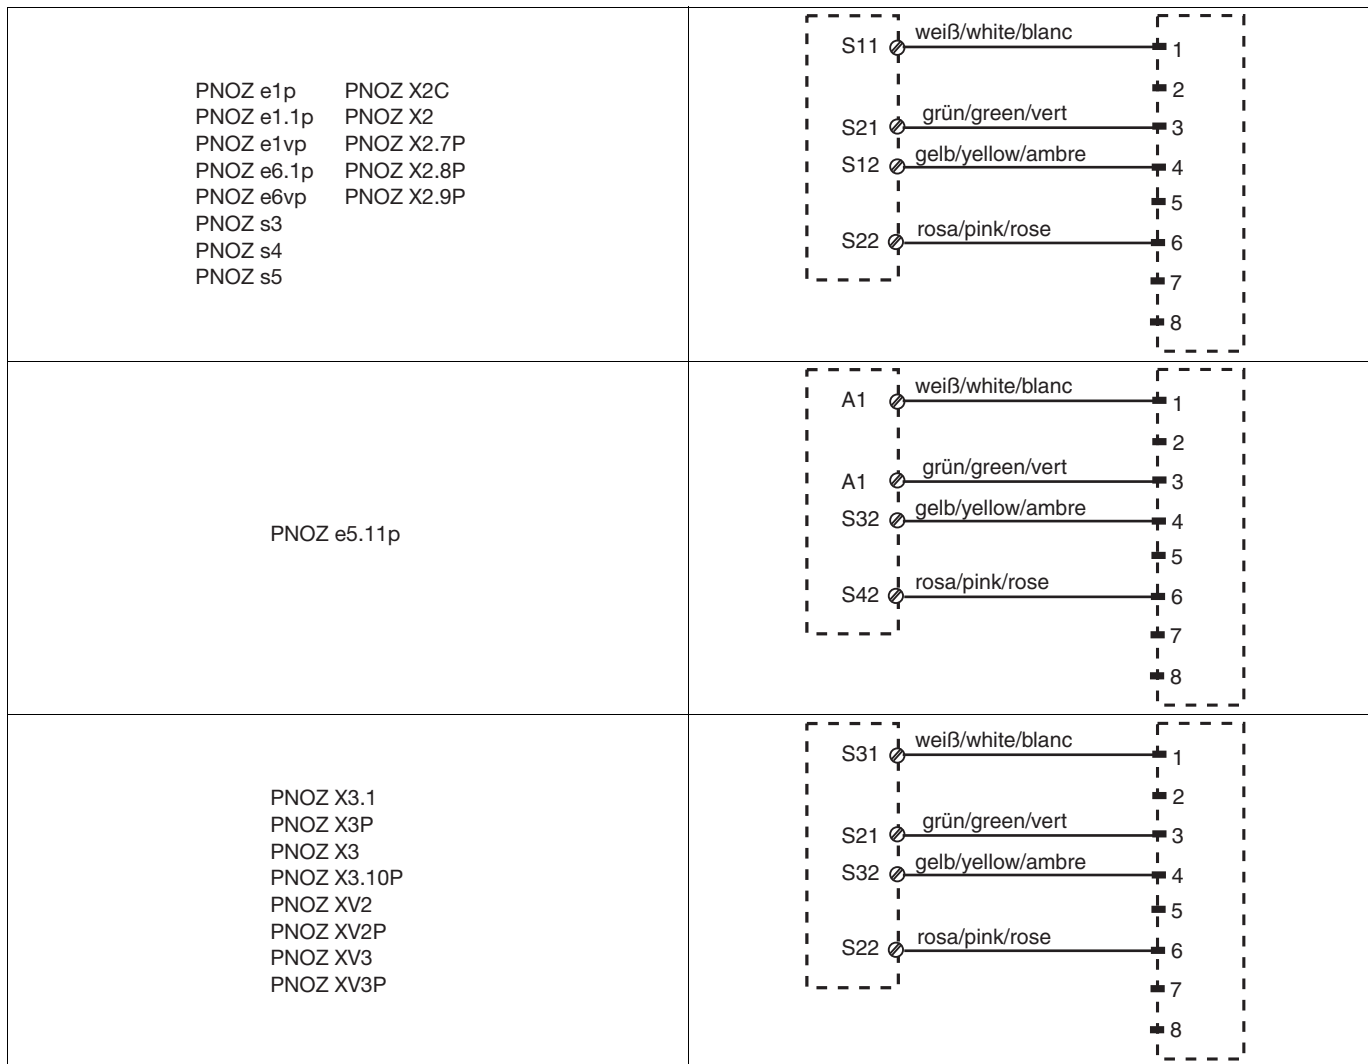 PNOZ e1p PNOZ X2C
PNOZ e1.1p PNOZ X2
PNOZ e1vp PNOZ X2.7P
PNOZ e6.1p PNOZ X2.8P
PNOZ e6vp PNOZ X2.9P
PNOZ s3
PNOZ s4
PNOZ s5
S11 weiß/white/blanc 1
2
S21 grün/green/vert 3
S12 gelb/yellow/ambre 4
5
S22 rosa/pink/rose 6
7
8
PNOZ e5.11p
A1 weiß/white/blanc 1
2
A1 grün/green/vert 3
S32 gelb/yellow/ambre 4
5
S42 rosa/pink/rose 6
7
8
PNOZ X3.1
PNOZ X3P
PNOZ X3
PNOZ X3.10P
PNOZ XV2
PNOZ XV2P
PNOZ XV3
PNOZ XV3P
S31 weiß/white/blanc 1
2
S21 grün/green/vert 3
S32 gelb/yellow/ambre 4
5
S22 rosa/pink/rose 6
7
8